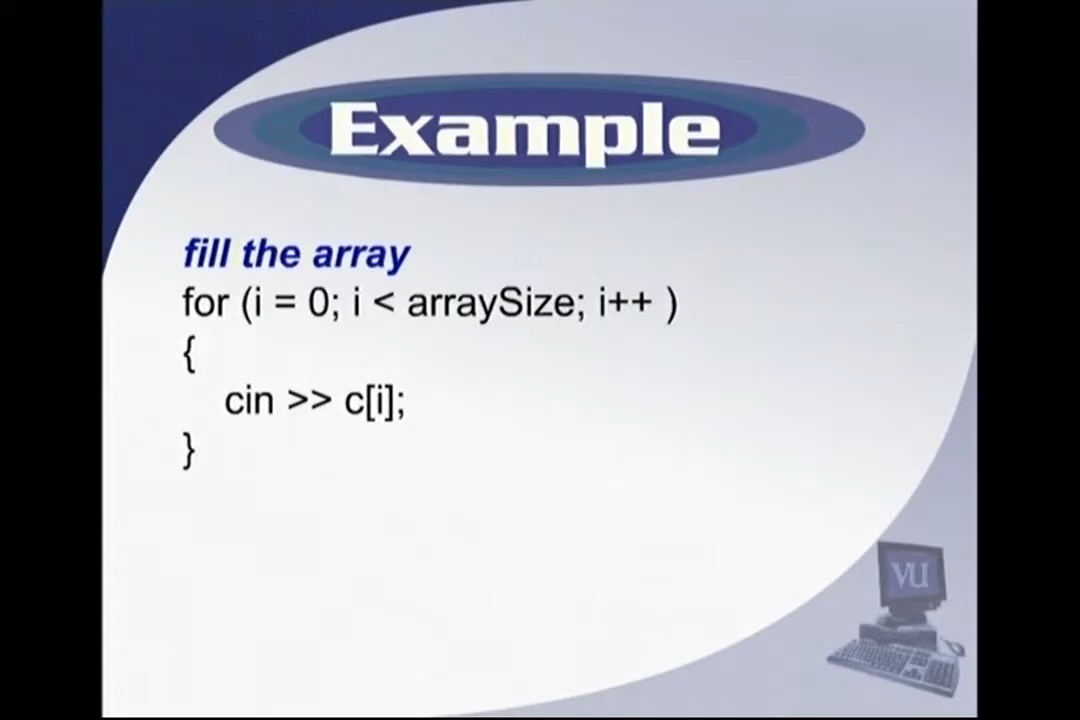 Example
fill the array
for (i = 0; i < arraySize; i++ )
{
cin >> c[i];
}
VU